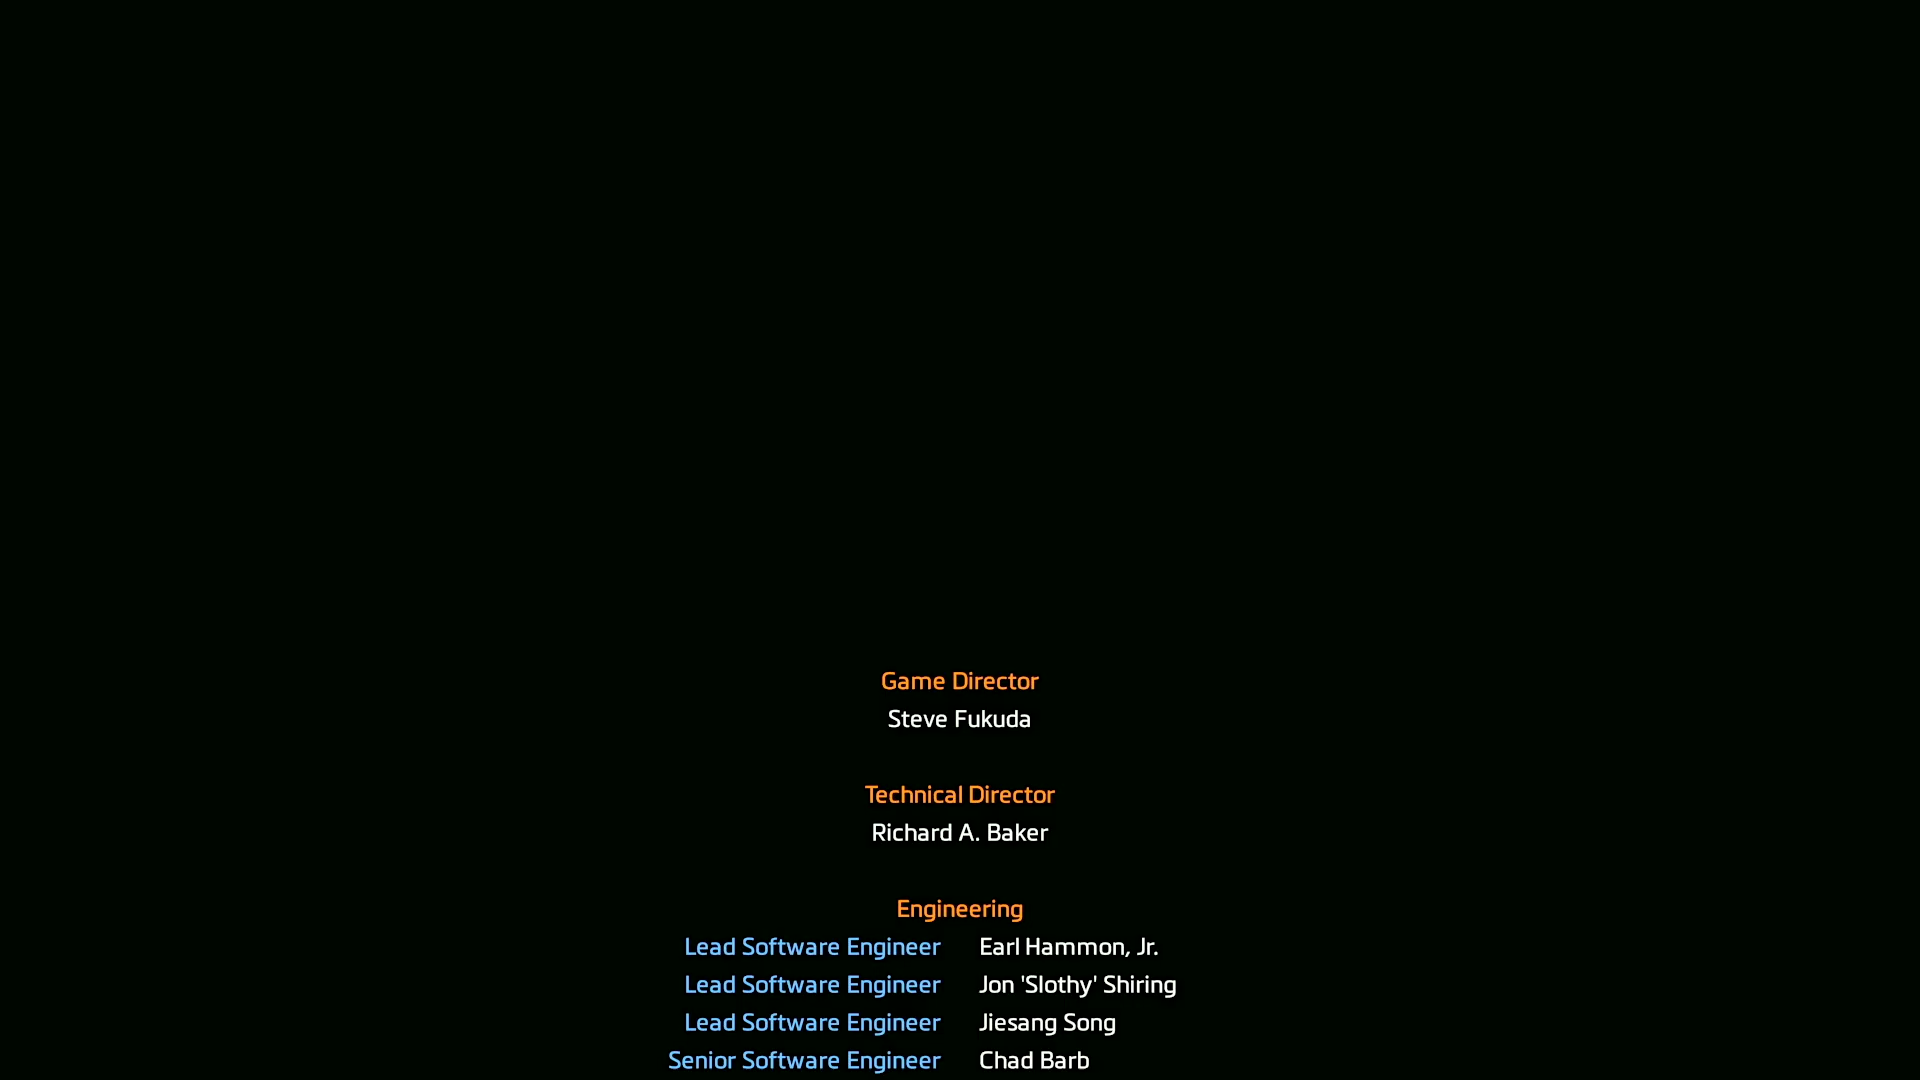 Game Director
Steve Fukuda
Technical Director
Richard A. Baker
Engineering
Lead Software Engineer Earl Hammon, Jr.
Lead Software Engineer Jon 'Slothy' Shiring
Lead Software Engineer Jiesang Song
Senior Software Engineer Chad Barb